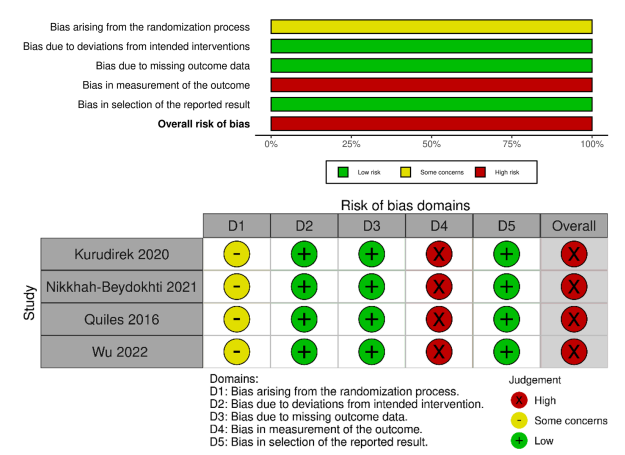 Bias arising from the randomization process
Bias due to deviations from intended interventions
Bias due to missing outcome data
Bias in measurement of the outcome
Bias in selection of the reported result
Overall risk of bias
0% 25% 50% 75% 100%
Low risk Some concerns High risk
Risk of bias domains
D1 D2 D3 D4 D5 Overall
Study
Kurudirek 2020 - + + X + X
Nikkhah-Beydokhti 2021 - + + X + X
Quiles 2016 - + + X + X
Wu 2022 - + + X + X
Domains:
D1: Bias arising from the randomization process.
D2: Bias due to deviations from intended intervention.
D3: Bias due to missing outcome data.
D4: Bias in measurement of the outcome.
D5: Bias in selection of the reported result.
Judgement
X High
- Some concerns
+ Low